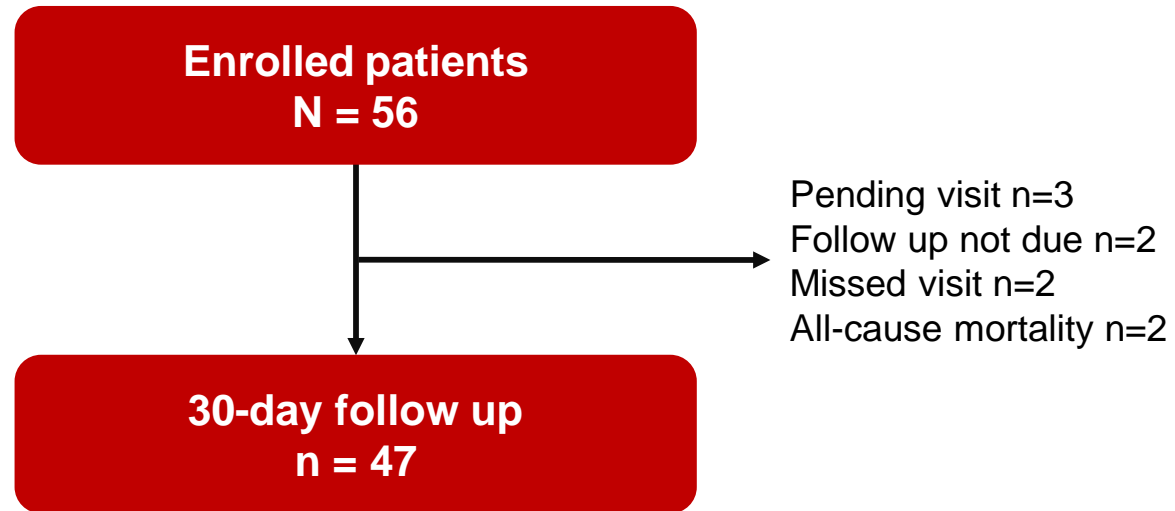 Enrolled patients
N = 56
Pending visit n=3
Follow up not due n=2
Missed visit n=2
All-cause mortality n=2
30-day follow up
n = 47